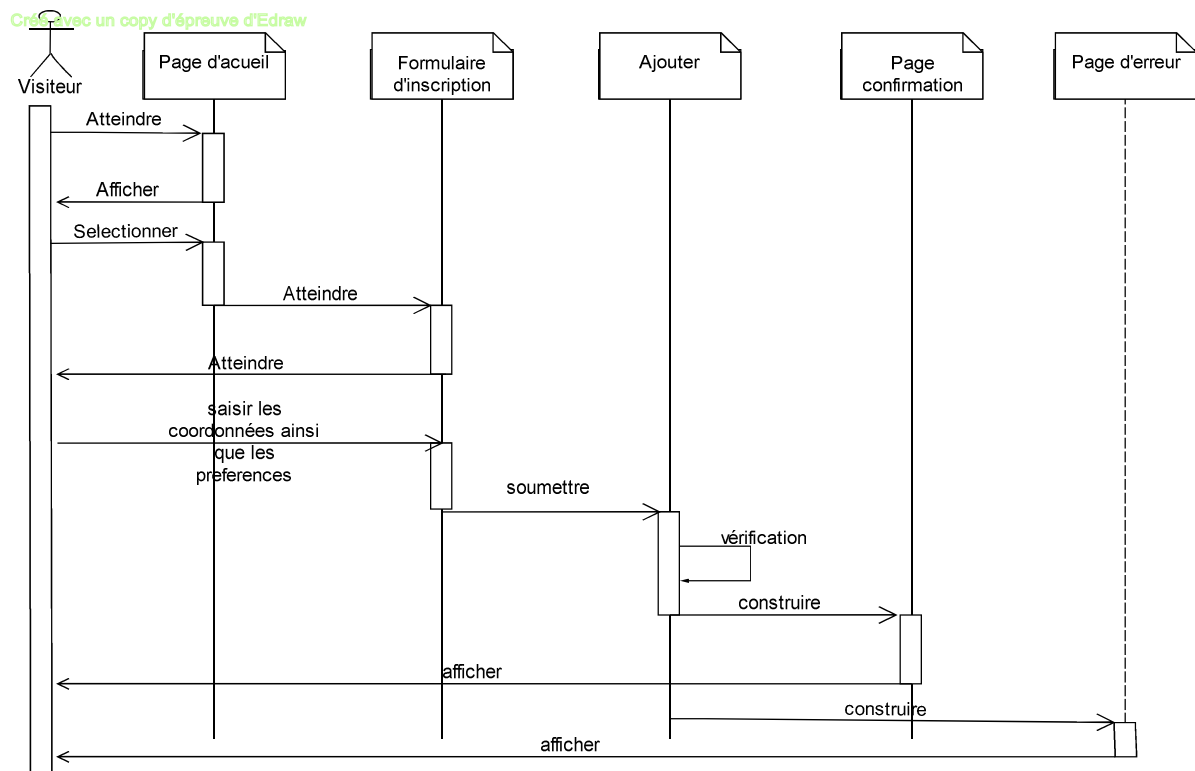 Créé avec un copy d'épreuve d'Edraw
Visiteur
Page d'acueil
Formulaire
d'inscription
Ajouter
Page
confirmation
Page d'erreur
Atteindre
Afficher
Selectionner
Atteindre
Atteindre
saisir les
coordonnées ainsi
que les
preferences
soumettre
vérification
construire
afficher
construire
afficher